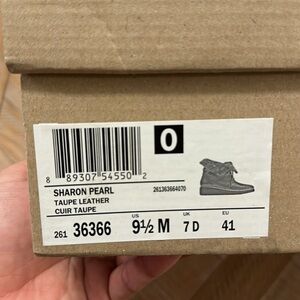 O
8 89307 54550 2
SHARON PEARL
261363664070
TAUPE LEATHER
CUIR TAUPE
US UK EU
261 36366 9½ M 7 D 41